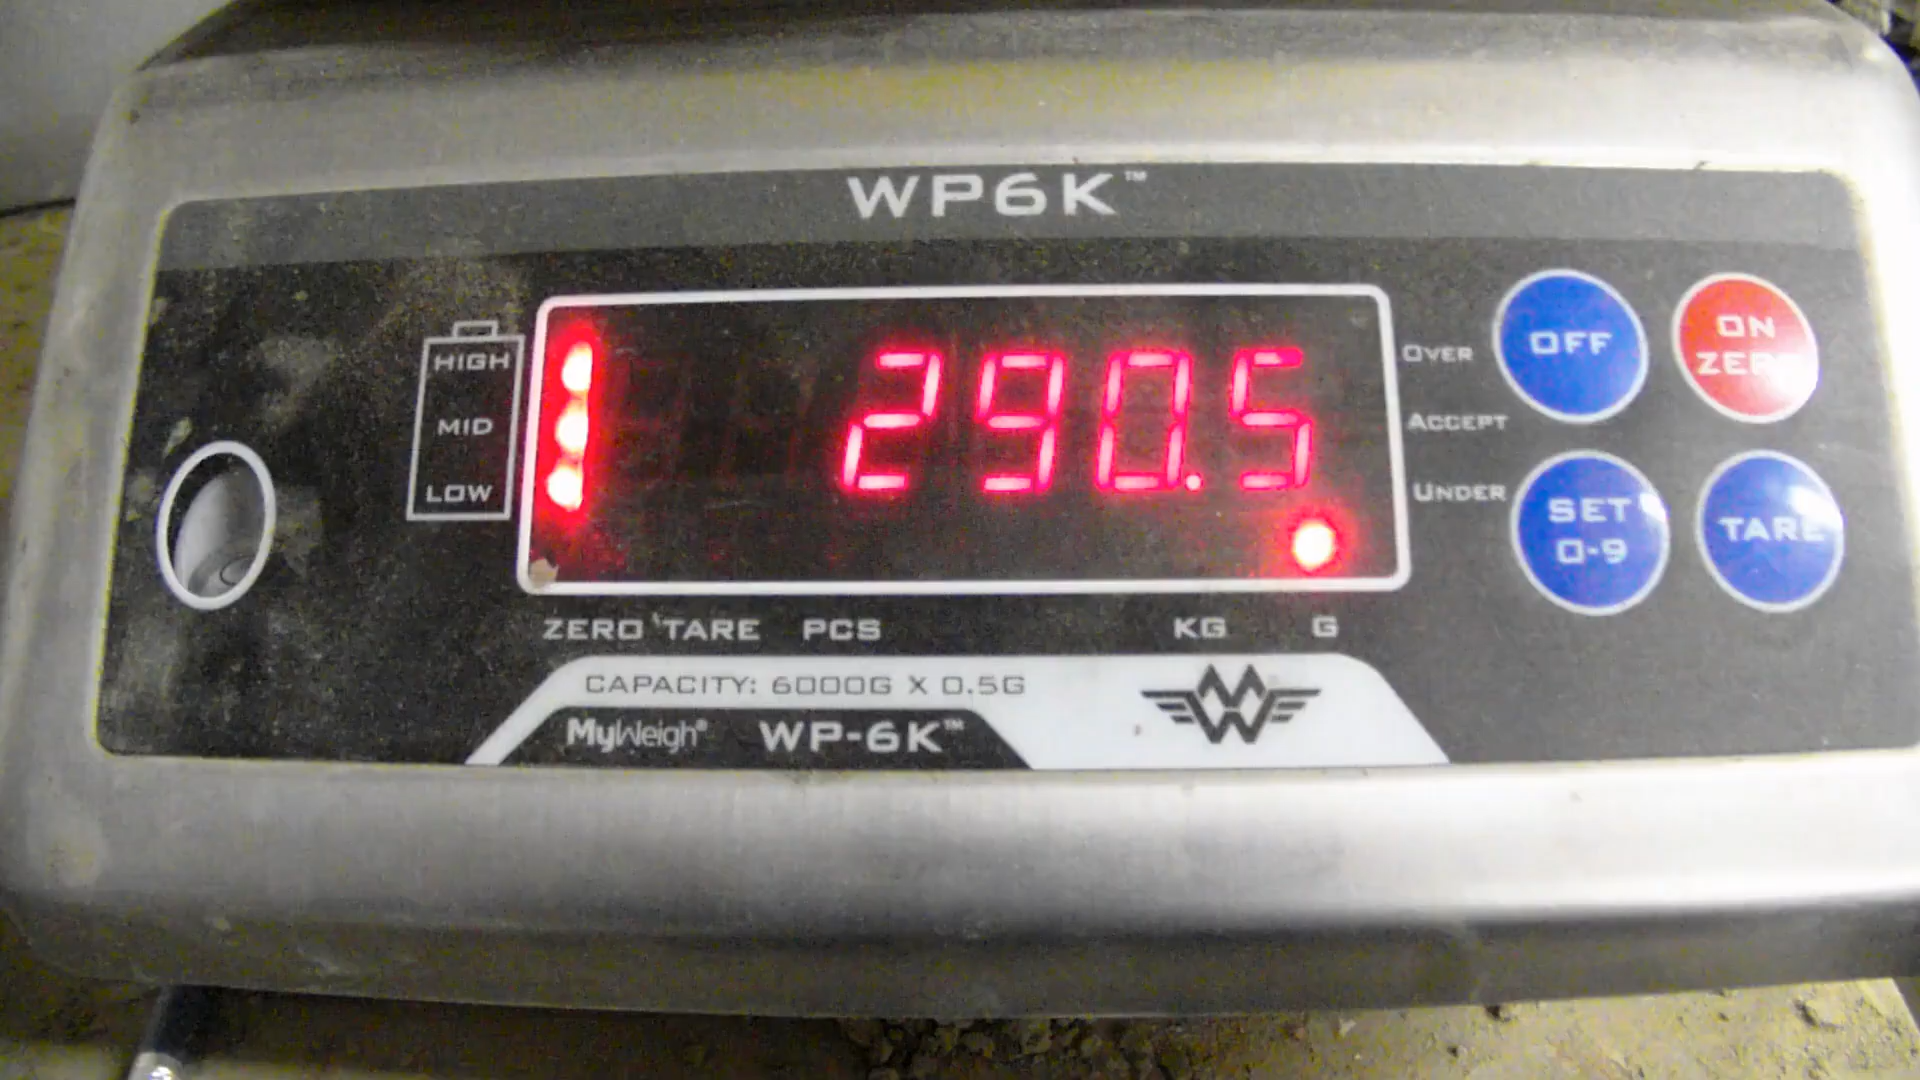 WP6K™
HIGH
MID
LOW
290.5
OVER
ACCEPT
UNDER
OFF
ON
ZERO
SET
0-9
TARE
ZERO TARE PCS KG G
CAPACITY: 6000G X 0.5G
MyWeigh® WP-6K™